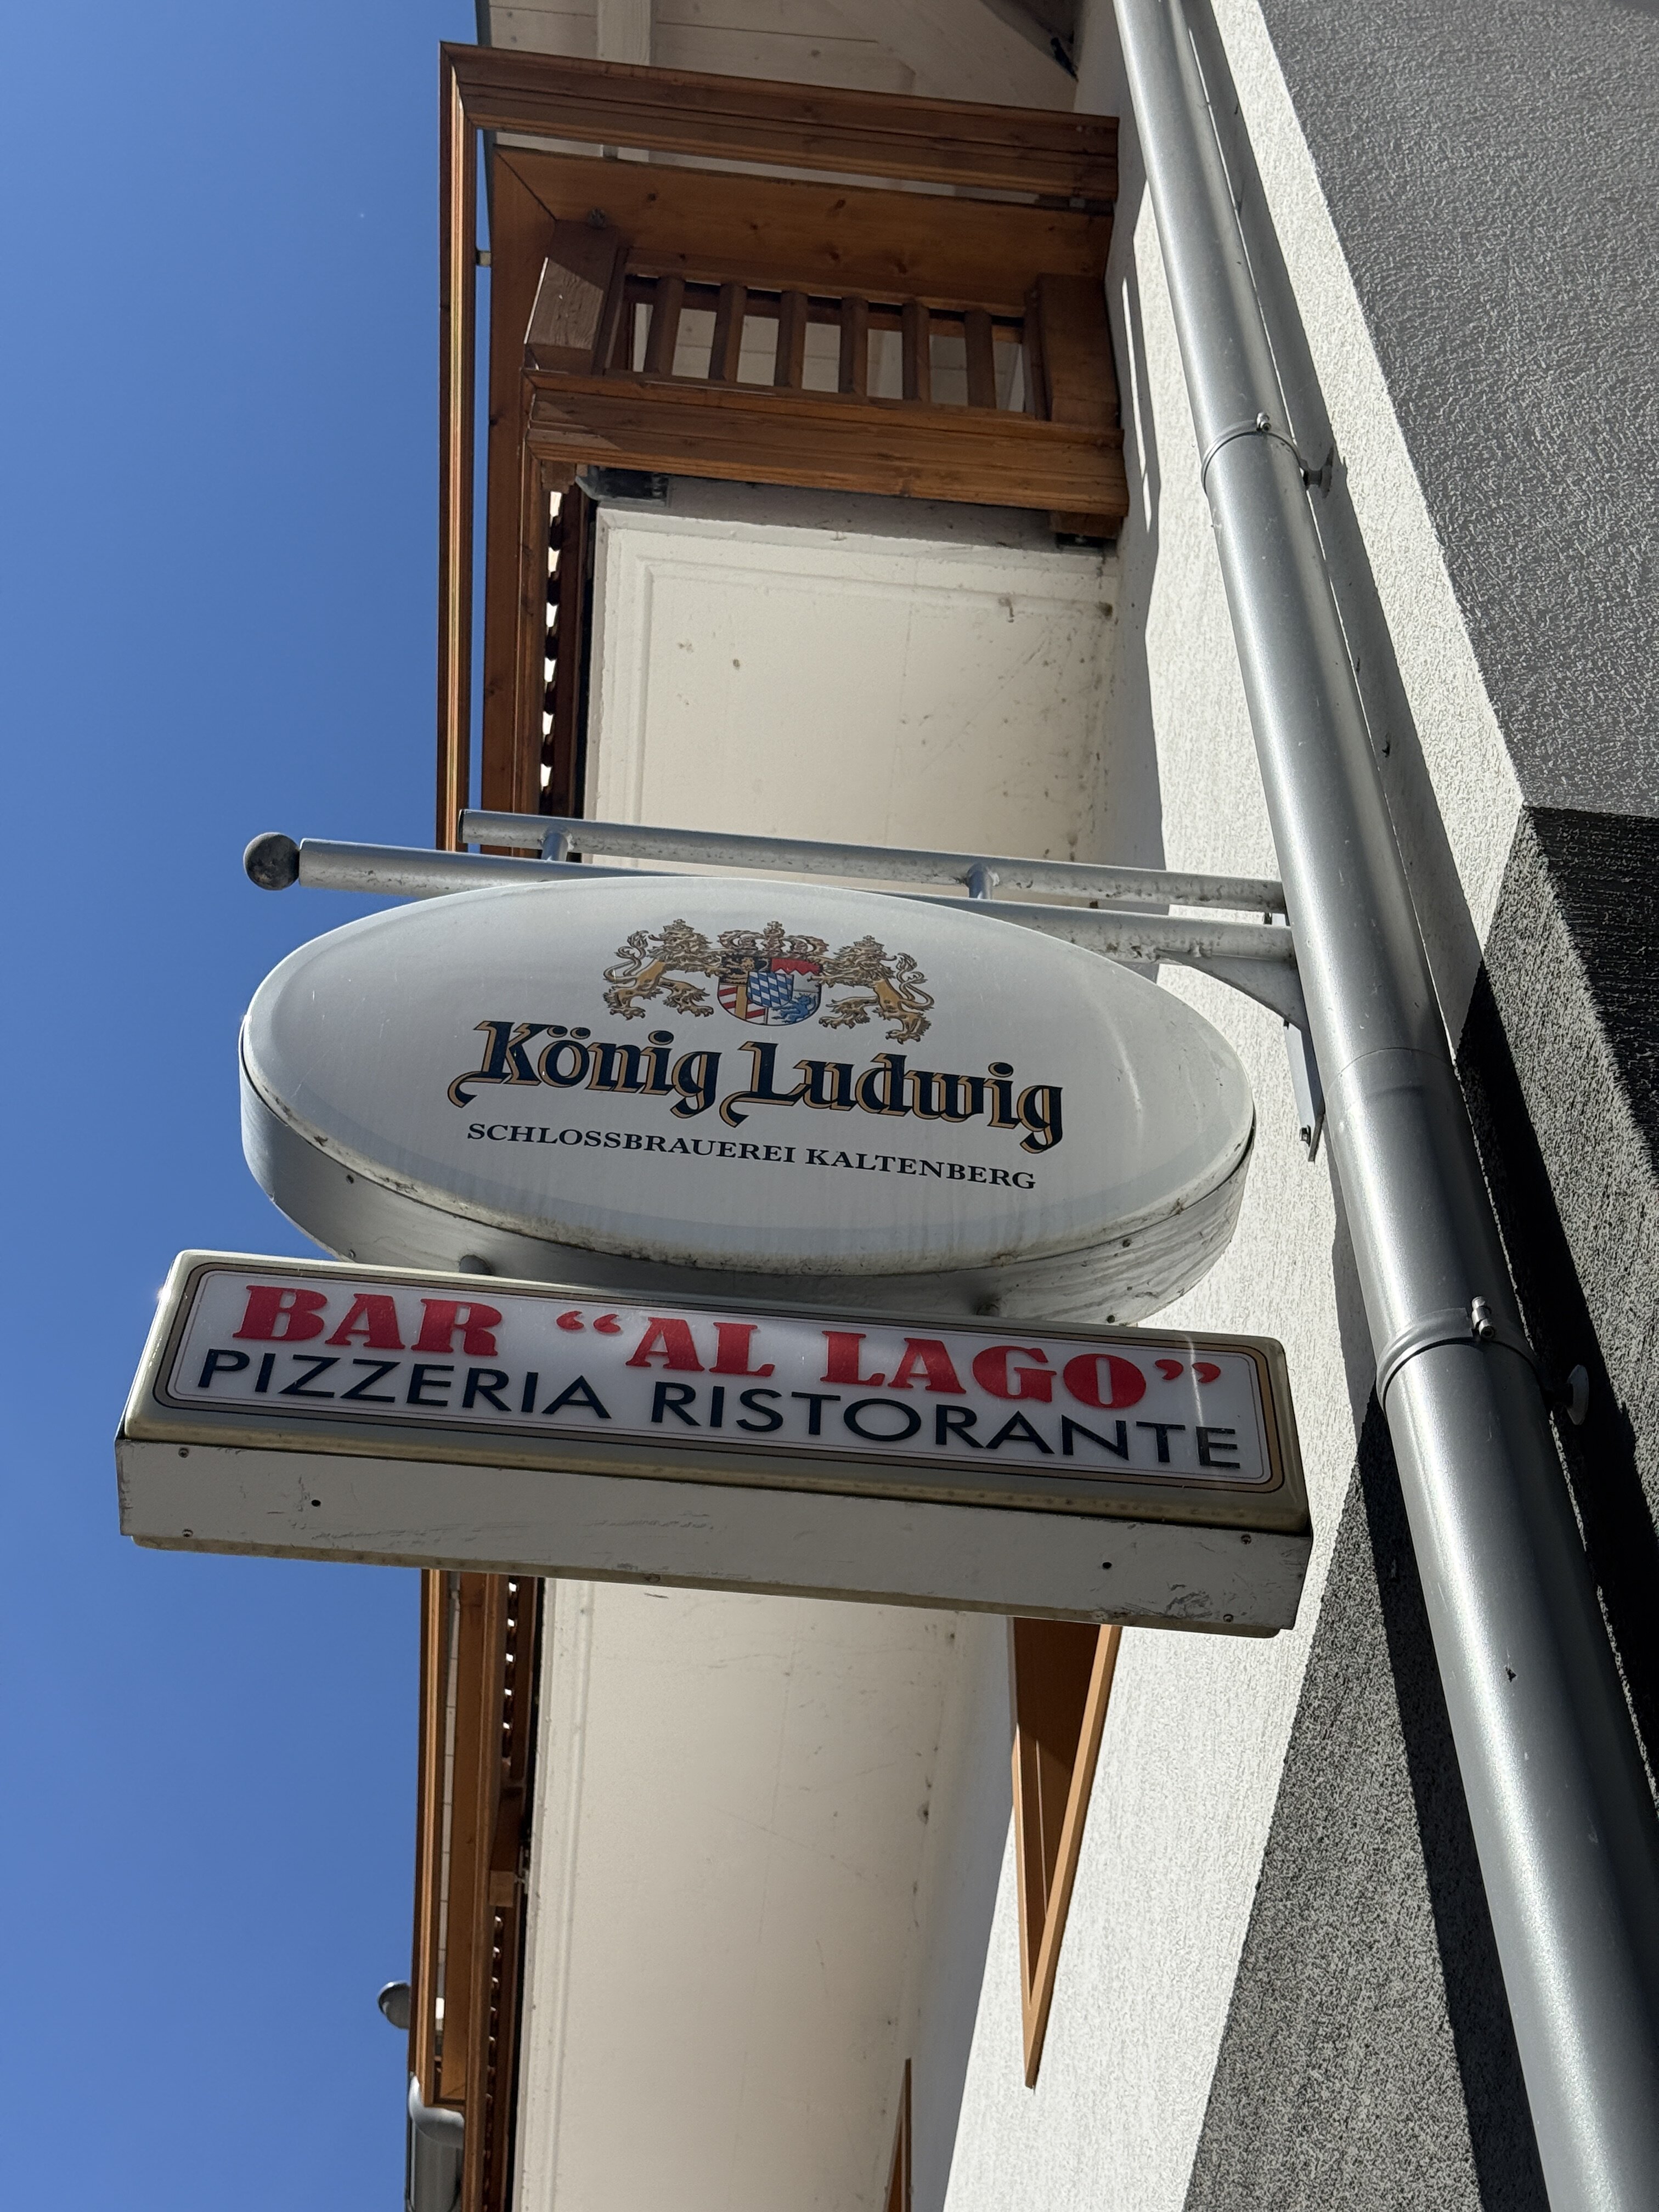 König Ludwig
SCHLOSSBRAUEREI KALTENBERG
BAR “AL LAGO”
PIZZERIA RISTORANTE